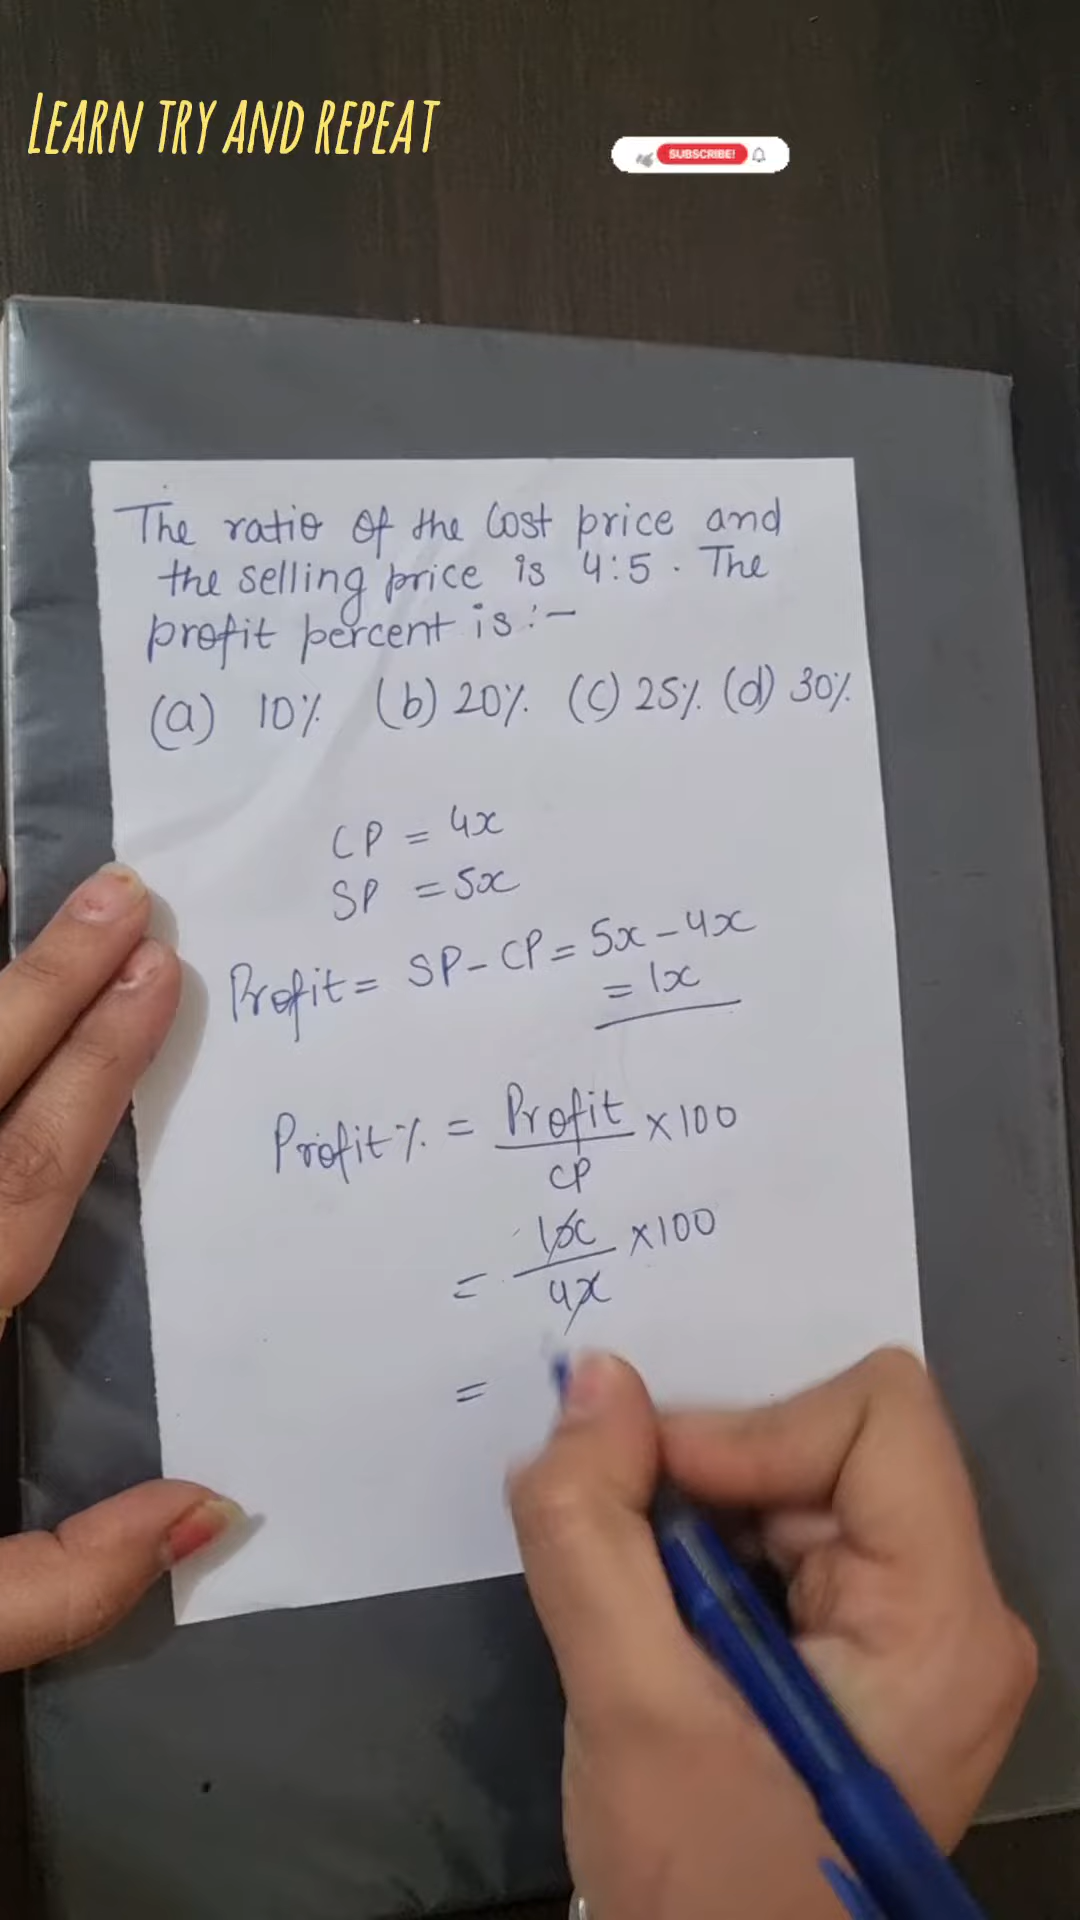 LEARN TRY AND REPEAT
SUBSCRIBE!
The ratio of the Cost price and
the selling price is 4:5. The
profit percent is:-
(a) 10% (b) 20% (c) 25% (d) 30%
CP = 4x
SP = 5x
Profit = SP - CP = 5x - 4x
= 1x
Profit% = Profit/CP × 100
= 1x/4x × 100
=